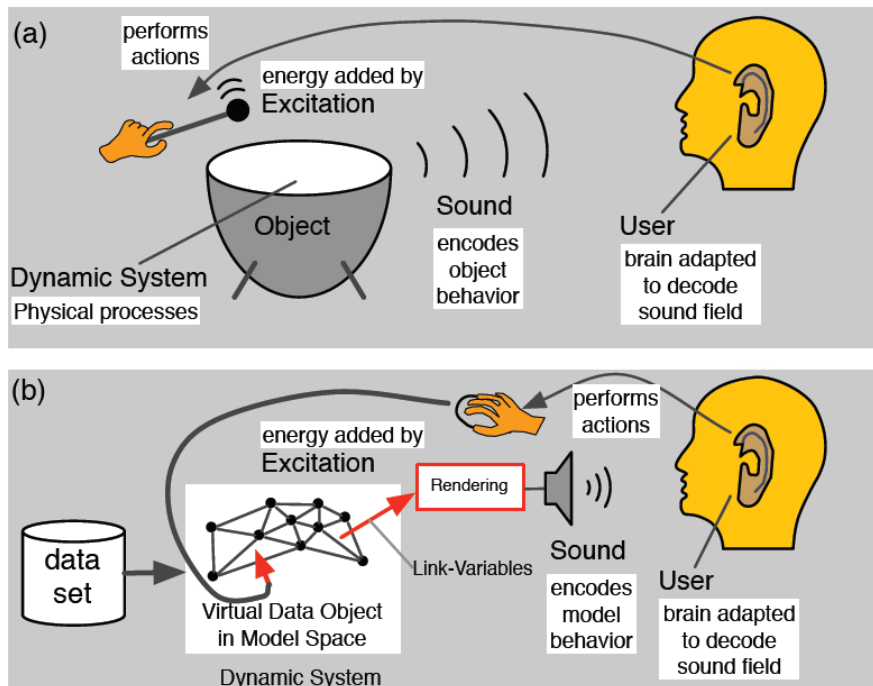 (a)
performs
actions
energy added by
Excitation
Object
Sound
encodes
object
behavior
User
brain adapted
to decode
sound field
Dynamic System
Physical processes
(b)
performs
actions
energy added by
Excitation
Rendering
data
set
Link-Variables
Sound
encodes
model
behavior
User
brain adapted
to decode
sound field
Virtual Data Object
in Model Space
Dynamic System